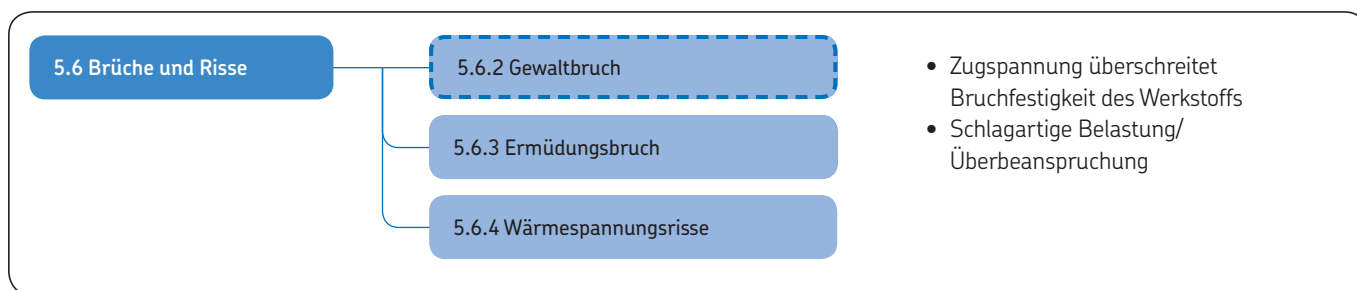 5.6 Brüche und Risse
5.6.2 Gewaltbruch
5.6.3 Ermüdungsbruch
5.6.4 Wärmespannungsrisse
• Zugspannung überschreitet
Bruchfestigkeit des Werkstoffs
• Schlagartige Belastung/
Überbeanspruchung